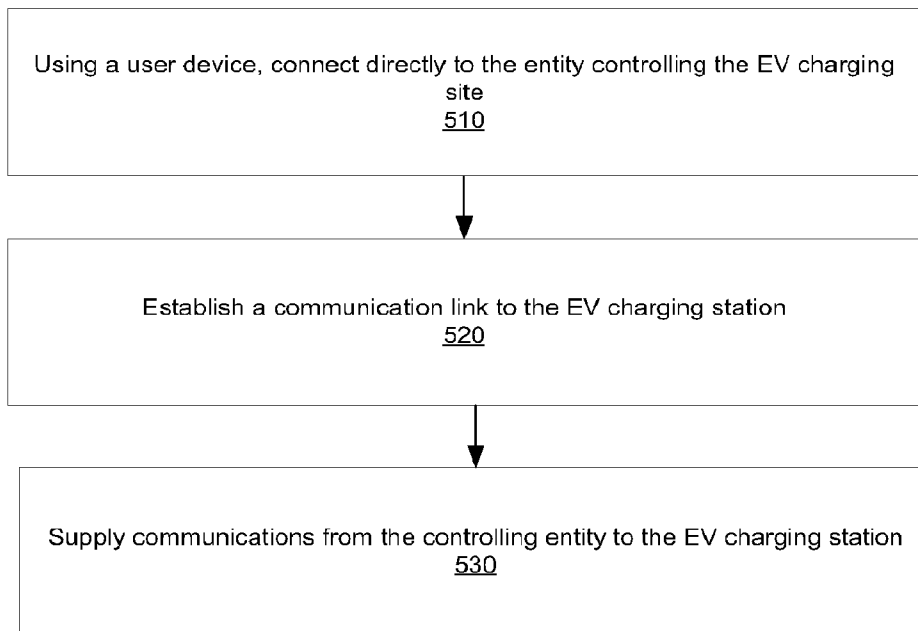 Using a user device, connect directly to the entity controlling the EV charging
site
510
Establish a communication link to the EV charging station
520
Supply communications from the controlling entity to the EV charging station
530